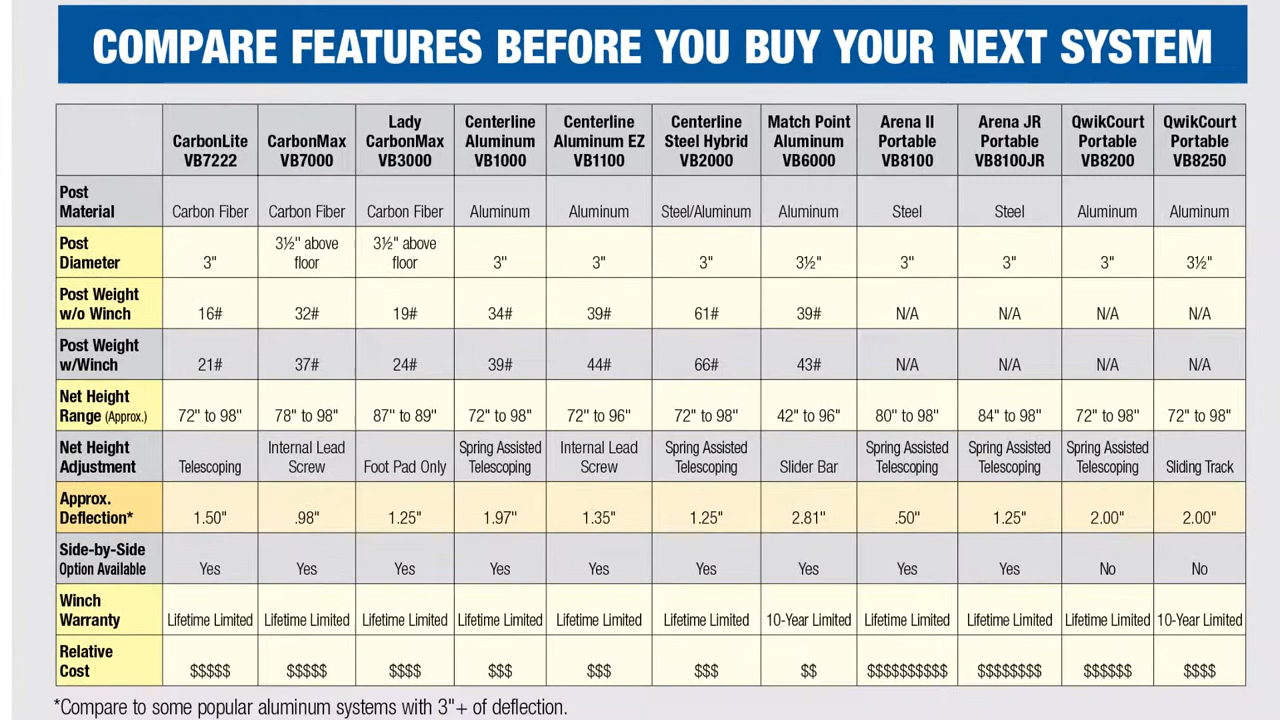 COMPARE FEATURES BEFORE YOU BUY YOUR NEXT SYSTEM
CarbonLite VB7222 CarbonMax VB7000 Lady CarbonMax VB3000 Centerline Aluminum VB1000 Centerline Aluminum EZ VB1100 Centerline Steel Hybrid VB2000 Match Point Aluminum VB6000 Arena II Portable VB8100 Arena JR Portable VB8100JR QwikCourt Portable VB8200 QwikCourt Portable VB8250
Post Material Carbon Fiber Carbon Fiber Carbon Fiber Aluminum Aluminum Steel/Aluminum Aluminum Steel Steel Aluminum Aluminum
Post Diameter 3" 3½" above floor 3½" above floor 3" 3" 3" 3½" 3" 3" 3" 3½"
Post Weight w/o Winch 16# 32# 19# 34# 39# 61# 39# N/A N/A N/A N/A
Post Weight w/Winch 21# 37# 24# 39# 44# 66# 43# N/A N/A N/A N/A
Net Height Range (Approx.) 72" to 98" 78" to 98" 87" to 89" 72" to 98" 72" to 96" 72" to 98" 42" to 96" 80" to 98" 84" to 98" 72" to 98" 72" to 98"
Net Height Adjustment Telescoping Internal Lead Screw Foot Pad Only Spring Assisted Telescoping Internal Lead Screw Spring Assisted Telescoping Slider Bar Spring Assisted Telescoping Spring Assisted Telescoping Spring Assisted Telescoping Sliding Track
Approx. Deflection* 1.50" .98" 1.25" 1.97" 1.35" 1.25" 2.81" .50" 1.25" 2.00" 2.00"
Side-by-Side Option Available Yes Yes Yes Yes Yes Yes Yes Yes Yes No No
Winch Warranty Lifetime Limited Lifetime Limited Lifetime Limited Lifetime Limited Lifetime Limited Lifetime Limited 10-Year Limited Lifetime Limited Lifetime Limited Lifetime Limited 10-Year Limited
Relative Cost $$$$$ $$$$$ $$$$ $$$ $$$ $$$ $$ $$$$$$$$$$ $$$$$$$$ $$$$$$ $$$$
*Compare to some popular aluminum systems with 3"+ of deflection.